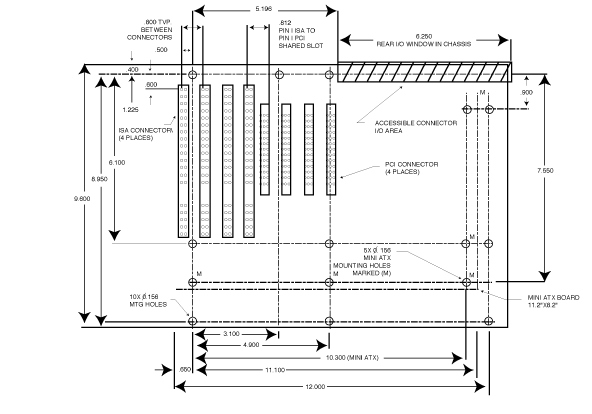 5.196
.800 TYP
BETWEEN
CONNECTORS
.812
PIN I ISA TO
PIN I PCI
SHARED SLOT
6.250
REAR I/O WINDOW IN CHASSIS
.500
.400
.600
1.225
M
.900
ISA CONNECTOR
(4 PLACES)
ACCESSIBLE CONNECTOR
I/O AREA
6.100
8.950
9.600
PCI CONNECTOR
(4 PLACES)
7.550
M
5X Ø .156
MINI ATX
MOUNTING HOLES
MARKED (M)
M
M
M
10X Ø.156
MTG HOLES
MINI ATX BOARD
11.2"X8.2"
3.100
4.900
10.300 (MINI ATX)
.650
11.100
12.000